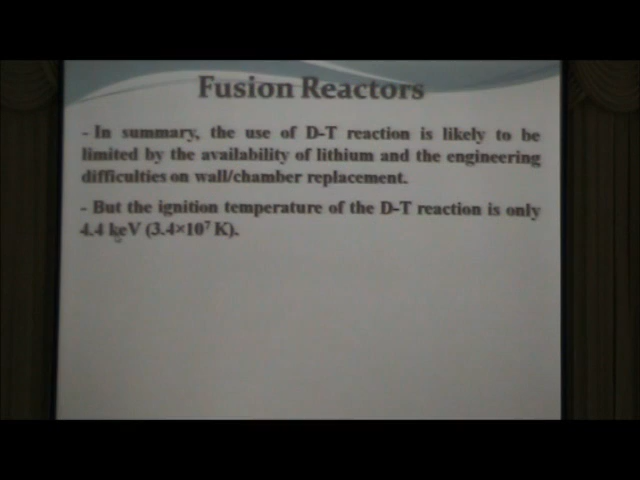 Fusion Reactors
- In summary, the use of D-T reaction is likely to be
limited by the availability of lithium and the engineering
difficulties on wall/chamber replacement.
- But the ignition temperature of the D-T reaction is only
4.4 keV (3.4×10⁷ K).